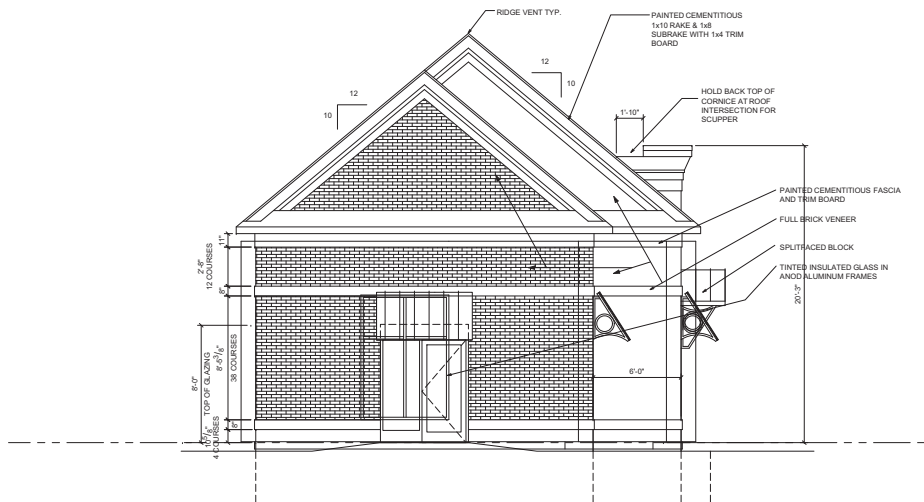 RIDGE VENT TYP.
PAINTED CEMENTITIOUS
1x10 RAKE & 1x8
SUBRAKE WITH 1x4 TRIM
BOARD
12
10
12
10
HOLD BACK TOP OF
CORNICE AT ROOF
INTERSECTION FOR
SCUPPER
1'-10"
PAINTED CEMENTITIOUS FASCIA
AND TRIM BOARD
FULL BRICK VENEER
SPLITFACED BLOCK
TINTED INSULATED GLASS IN
ANOD ALUMINUM FRAMES
20'-3"
11"
2'-8"
12 COURSES
8"
8'-5 3/8"
38 COURSES
8'-0"
TOP OF GLAZING
6'-0"
8"
10 5/8"
4 COURSES